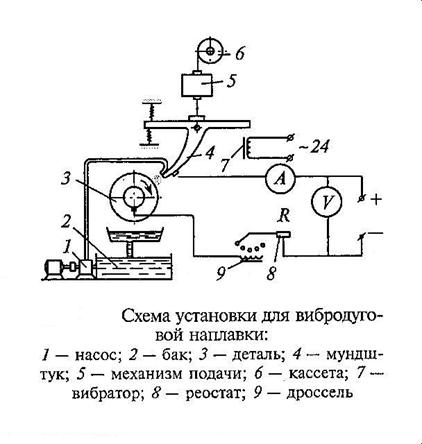 6
5
4
3
7
~24
A
V
+
R
−
2
1
9
8
Схема установки для вибродуго-
вой наплавки:
1 — насос; 2 — бак; 3 — деталь; 4 — мундш-
тук; 5 — механизм подачи; 6 — кассета; 7 —
вибратор; 8 — реостат; 9 — дроссель